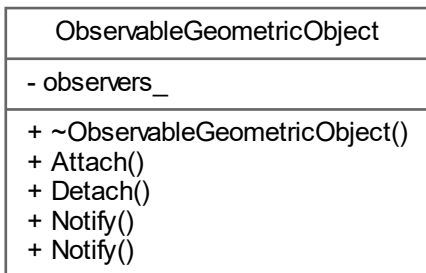 ObservableGeometricObject
- observers_
+ ~ObservableGeometricObject()
+ Attach()
+ Detach()
+ Notify()
+ Notify()